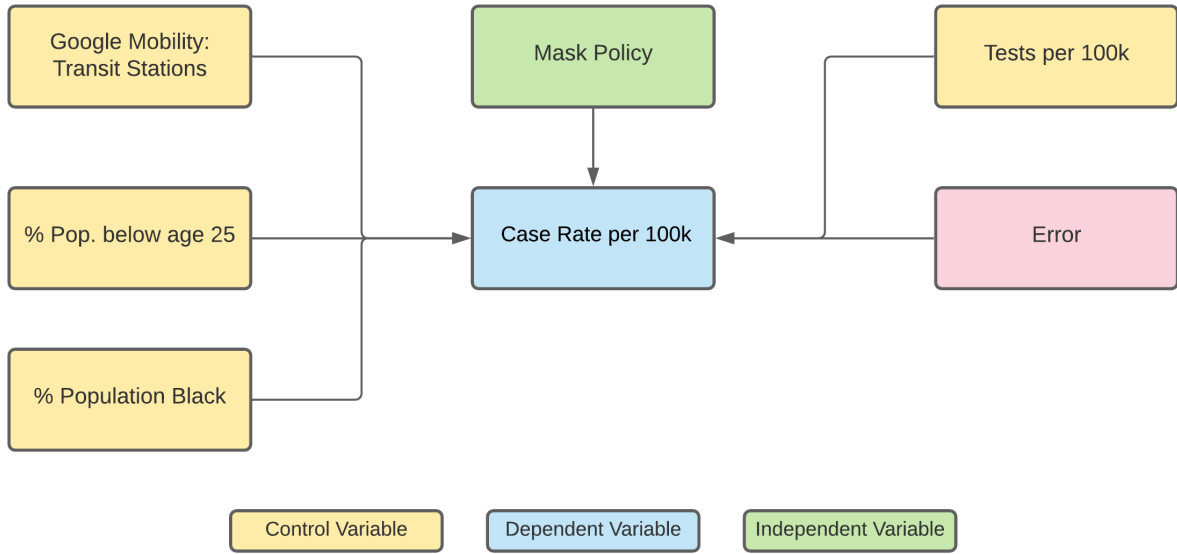 Google Mobility:
Transit Stations
Mask Policy
Tests per 100k
% Pop. below age 25
Case Rate per 100k
Error
% Population Black
Control Variable
Dependent Variable
Independent Variable